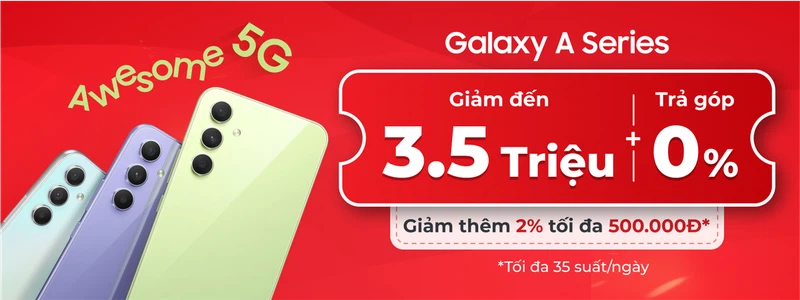 Awesome 5G
Galaxy A Series
Giảm đến
3.5 Triệu
+
Trả góp
0%
Giảm thêm 2% tối đa 500.000Đ*
*Tối đa 35 suất/ngày